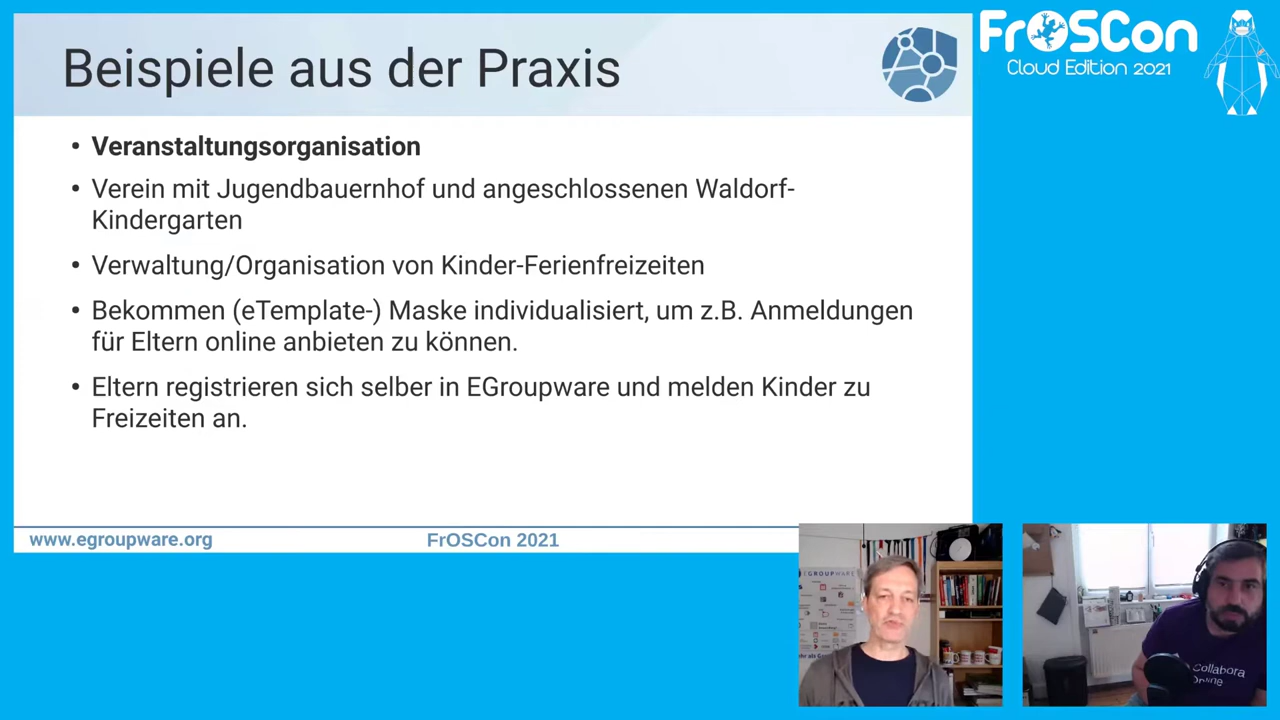 Beispiele aus der Praxis
FrOSCon
Cloud Edition 2021
• Veranstaltungsorganisation
• Verein mit Jugendbauernhof und angeschlossenen Waldorf-
Kindergarten
• Verwaltung/Organisation von Kinder-Ferienfreizeiten
• Bekommen (eTemplate-) Maske individualisiert, um z.B. Anmeldungen
für Eltern online anbieten zu können.
• Eltern registrieren sich selber in EGroupware und melden Kinder zu
Freizeiten an.
www.egroupware.org
FrOSCon 2021
EGROUPWARE
Collabora
Online